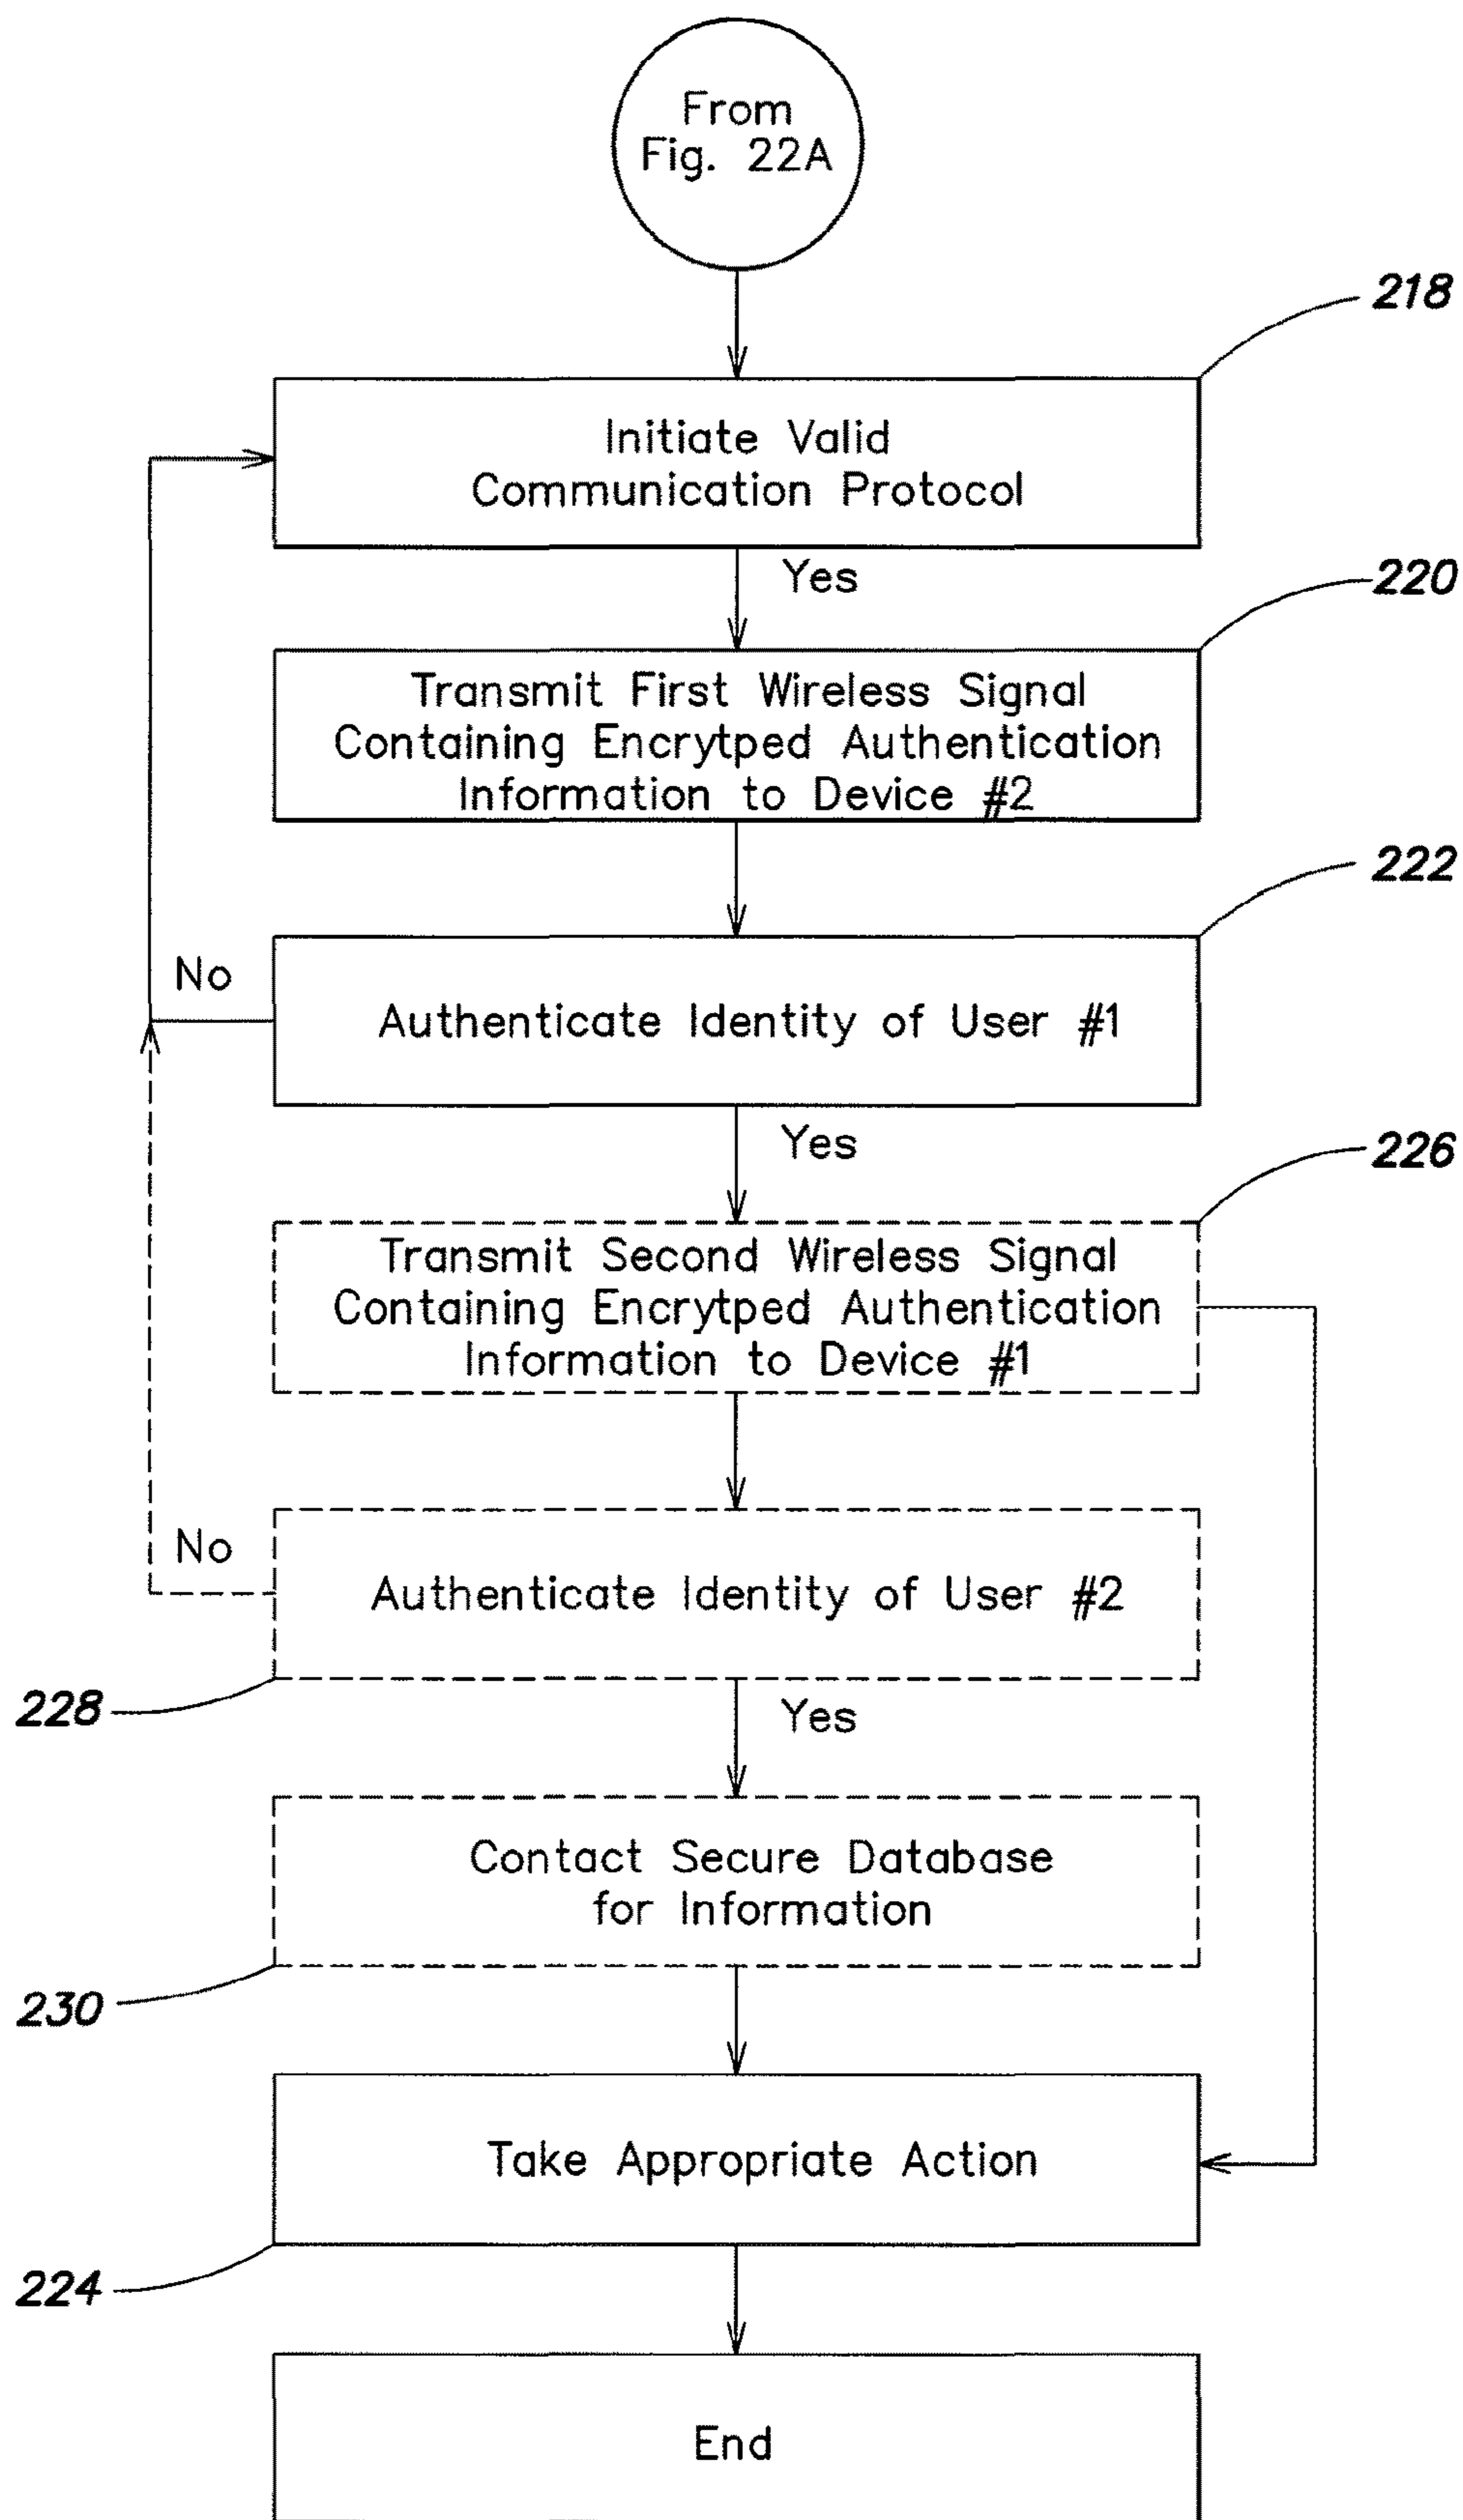 From
Fig. 22A
218
Initiate Valid
Communication Protocol
Yes
220
Transmit First Wireless Signal
Containing Encrytped Authentication
Information to Device #2
222
No
Authenticate Identity of User #1
Yes
226
Transmit Second Wireless Signal
Containing Encrytped Authentication
Information to Device #1
No
Authenticate Identity of User #2
228
Yes
Contact Secure Database
for Information
230
Take Appropriate Action
224
End